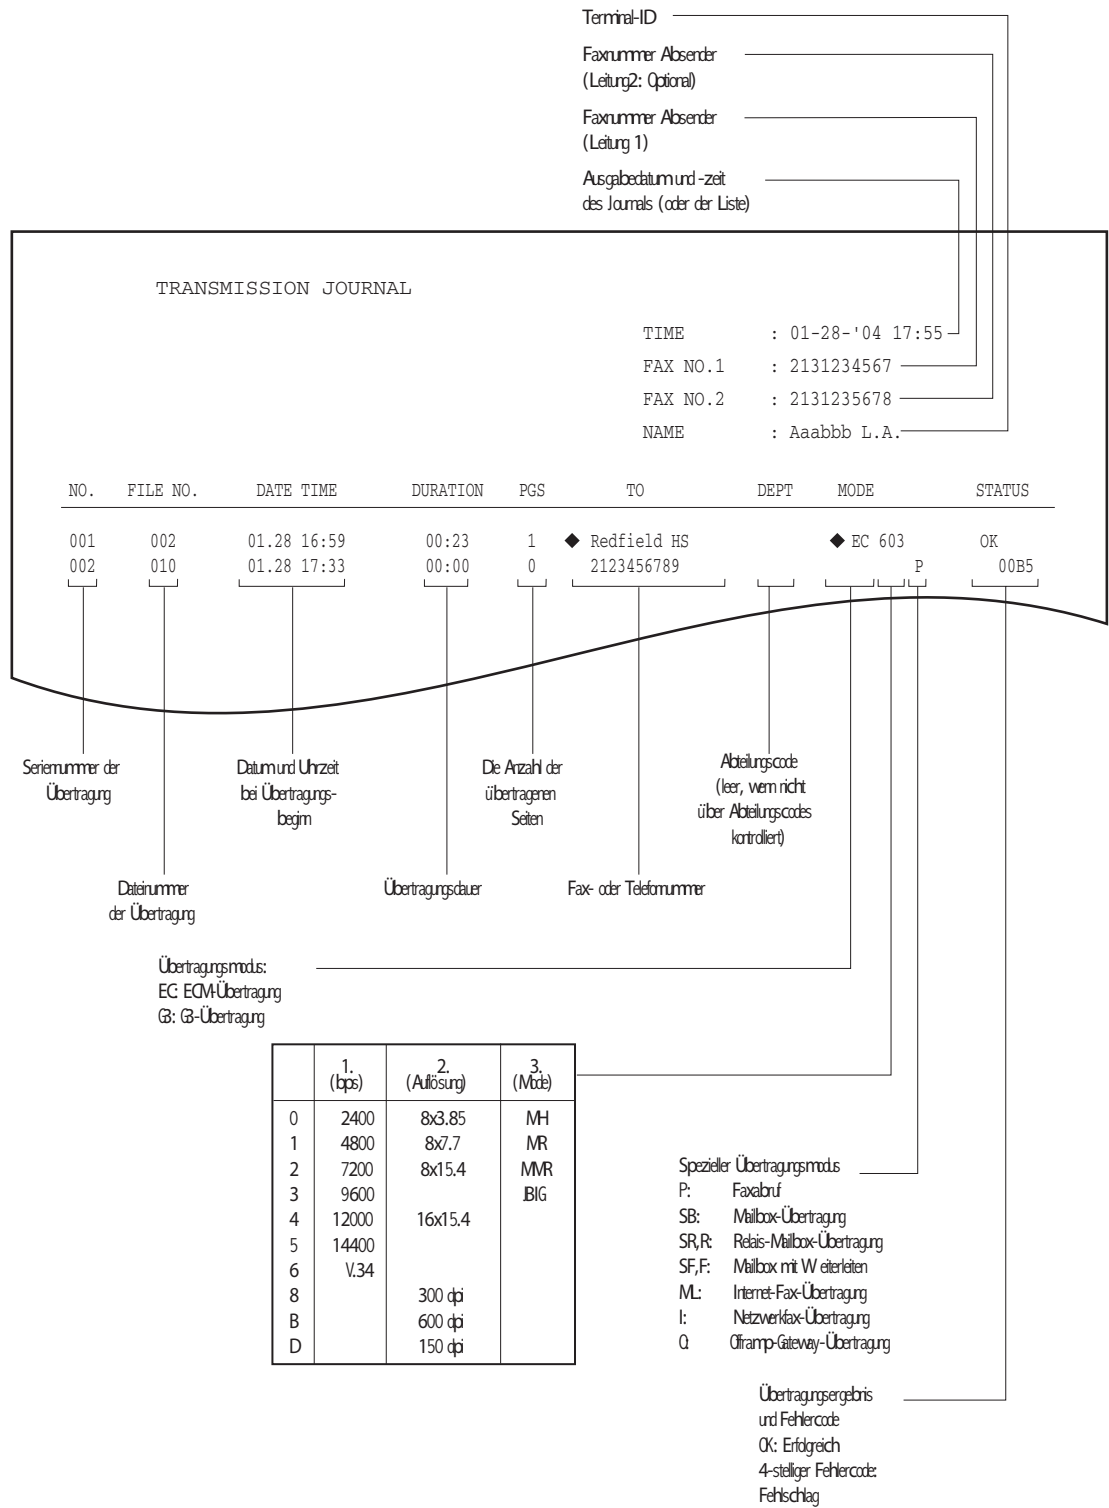 Terminal-ID
Faxnummer Absender
(Leitung2: Optional)
Faxnummer Absender
(Leitung 1)
Ausgabedatum und -zeit
des Journals (oder der Liste)
TRANSMISSION JOURNAL
TIME : 01-28-'04 17:55
FAX NO.1 : 2131234567
FAX NO.2 : 2131235678
NAME : Aaabbb L.A.
NO. FILE NO. DATE TIME DURATION PGS TO DEPT MODE STATUS
001 002 01.28 16:59 00:23 1 ◆ Redfield HS ◆ EC 603 OK
002 010 01.28 17:33 00:00 0 2123456789 P 00B5
Seriennummer der
Übertragung
Datum und Uhrzeit
bei Übertragungs-
beginn
Die Anzahl der
übertragenen
Seiten
Abteilungscode
(leer, wenn nicht
über Abteilungscodes
kontrolliert)
Dateinummer
der Übertragung
Übertragungsdauer
Fax- oder Telefonnummer
Übertragungsmodus:
EC: ECM-Übertragung
G3: G3-Übertragung
1. 2. 3.
(bps) (Auflösung) (Mode)
0 2400 8x3.85 MH
1 4800 8x7.7 MR
2 7200 8x15.4 MMR
3 9600 JBIG
4 12000 16x15.4
5 14400
6 V.34
8 300 dpi
B 600 dpi
D 150 dpi
Spezieller Übertragungsmodus
P: Faxabruf
SB: Mailbox-Übertragung
SR,R: Relais-Mailbox-Übertragung
SF,F: Mailbox mit W eiterleiten
ML: Internet-Fax-Übertragung
I: Netzwerkfax-Übertragung
O: Offramp-Gateway-Übertragung
Übertragungsergebnis
und Fehlercode
OK: Erfolgreich
4-stelliger Fehlercode:
Fehlschlag